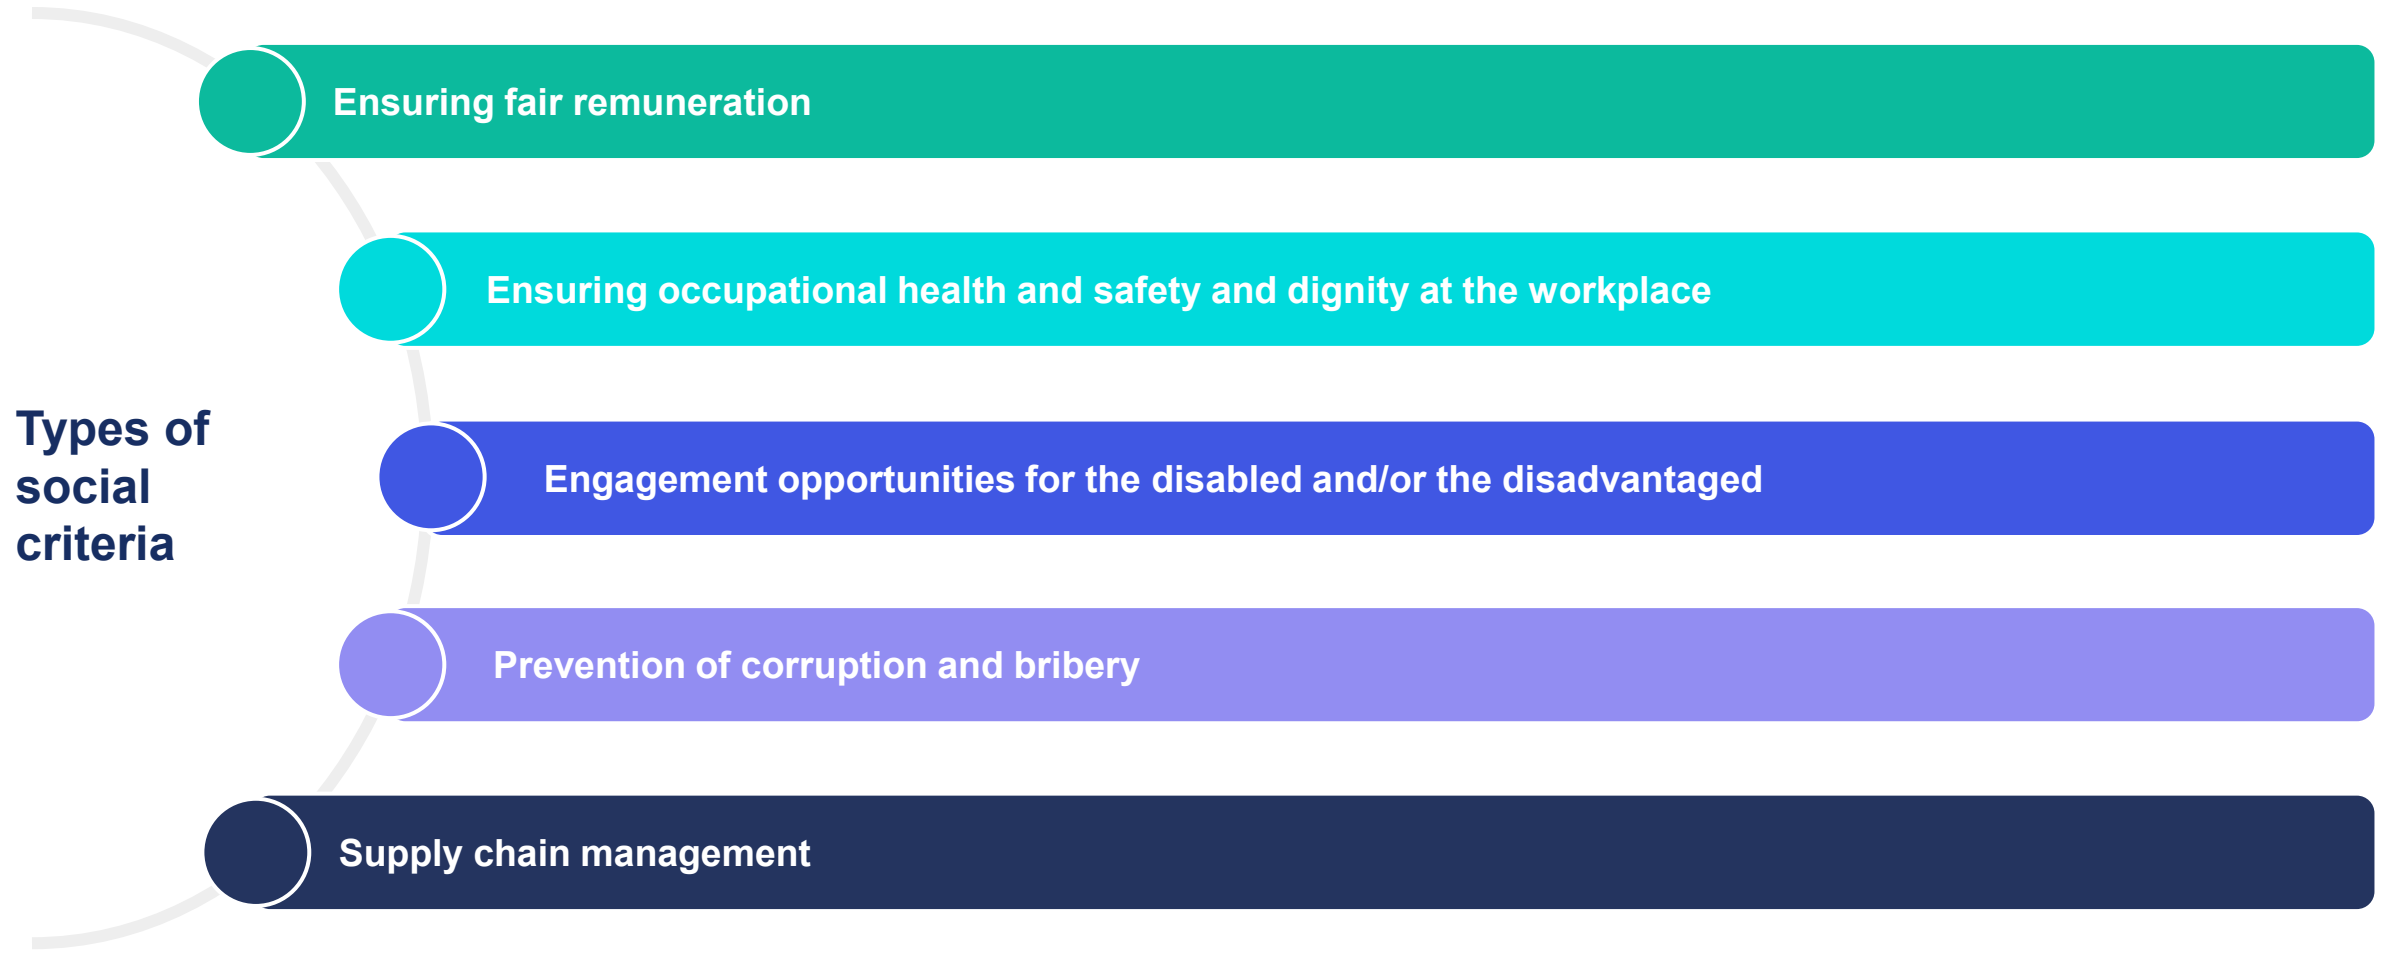 Types of
social
criteria
Ensuring fair remuneration
Ensuring occupational health and safety and dignity at the workplace
Engagement opportunities for the disabled and/or the disadvantaged
Prevention of corruption and bribery
Supply chain management